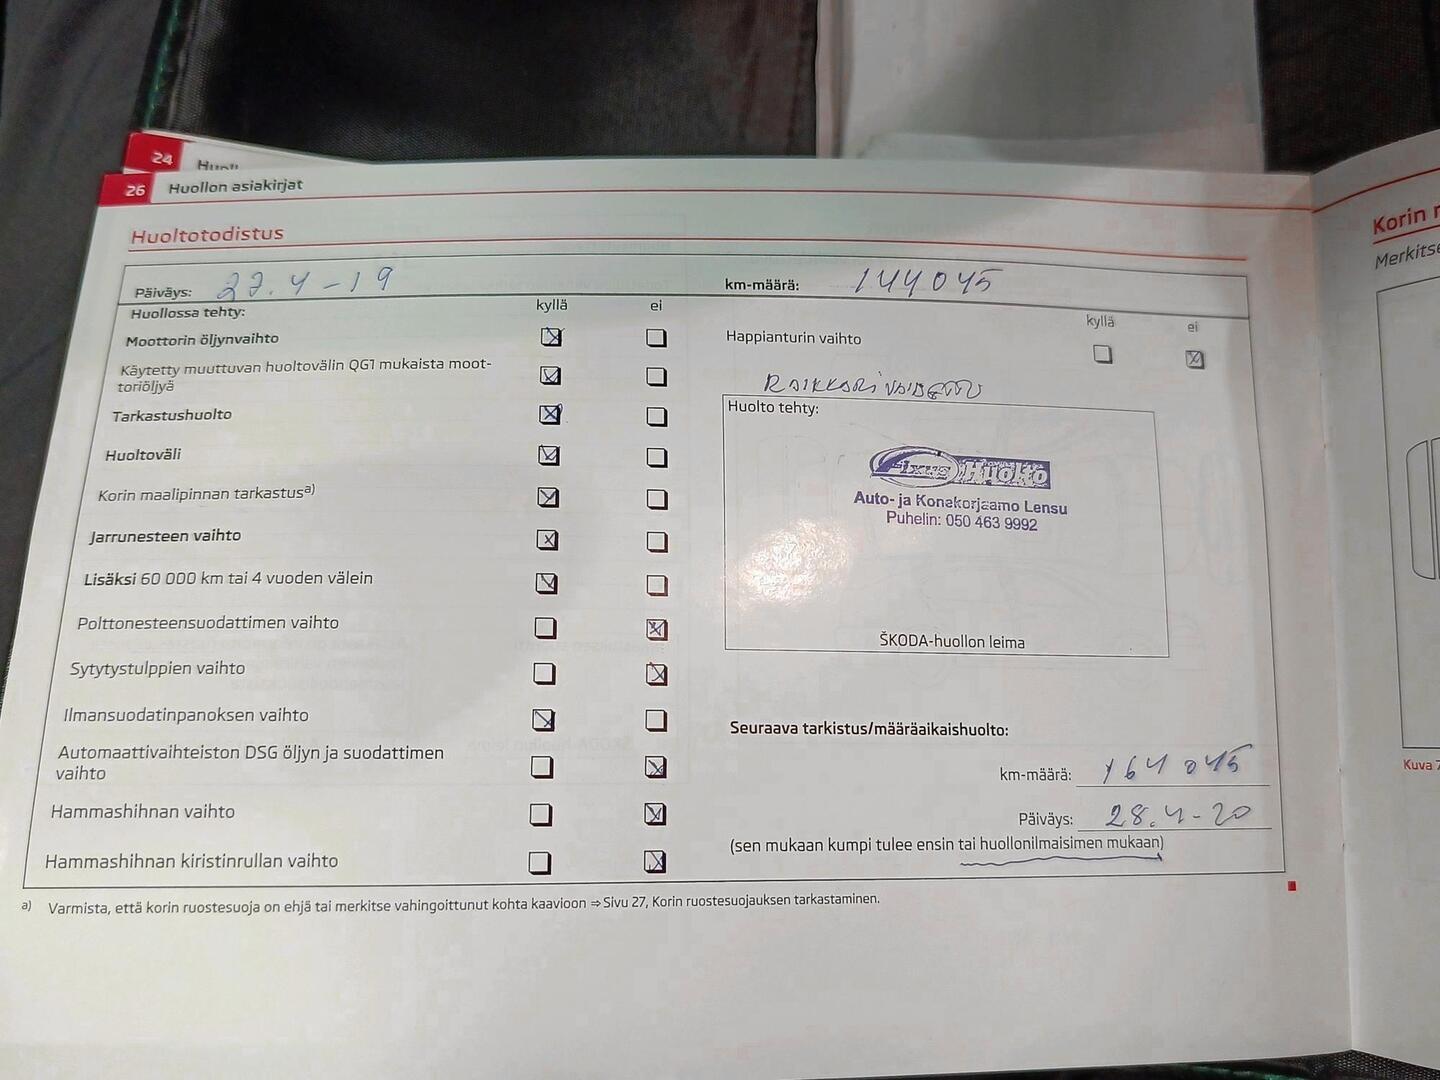 24
26 Huollon asiakirjat
Huoltotodistus
Päiväys: 27.4-19
km-määrä: 144045
Huollossa tehty:
kyllä ei
Moottorin öljynvaihto
Käytetty muuttuvan huoltovälin QG1 mukaista moot-
toriöljyä
Tarkastushuolto
Huoltoväli
Korin maalipinnan tarkastusa)
Jarrunesteen vaihto
Lisäksi 60 000 km tai 4 vuoden välein
Polttonesteensuodattimen vaihto
Sytytystulppien vaihto
Ilmansuodatinpanoksen vaihto
Automaattivaihteiston DSG öljyn ja suodattimen
vaihto
Hammashihnan vaihto
Hammashihnan kiristinrullan vaihto
kyllä ei
Happianturin vaihto
Huolto tehty:
Fixus Huolto
Auto- ja Konekorjaamo Lensu
Puhelin: 050 463 9992
ŠKODA-huollon leima
Seuraava tarkistus/määräaikaishuolto:
km-määrä: 164 045
Päiväys: 28.4-20
(sen mukaan kumpi tulee ensin tai huollonilmaisimen mukaan)
a) Varmista, että korin ruostesuoja on ehjä tai merkitse vahingoittunut kohta kaavioon ⇒ Sivu 27, Korin ruostesuojauksen tarkastaminen.
Korin
Kuva